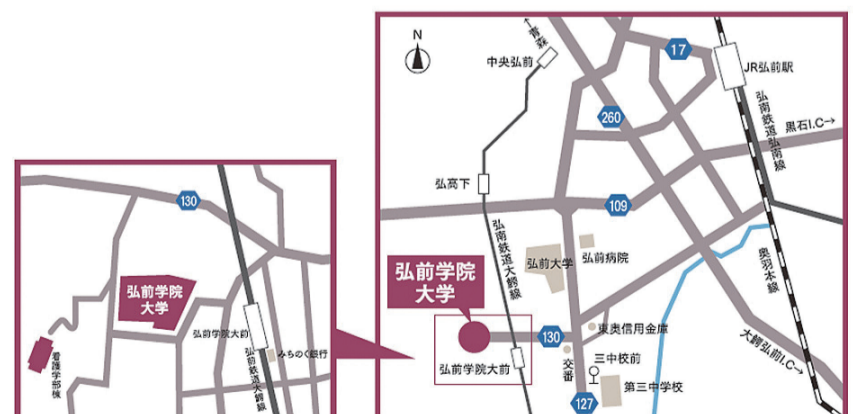 N
←青森
中央弘前
17
JR弘前駅
260
弘南鉄道弘南線
黒石I.C→
弘高下
109
弘南鉄道大鰐線
弘前大学
弘前病院
奥羽本線
弘前学院
大学
130
東奥信用金庫
弘前学院大前
交番
三中校前
第三中学校
127
大鰐弘前I.C→
130
弘前学院
大学
弘前学院大前
みちのく銀行
看護学部棟
弘前鉄道大鰐線